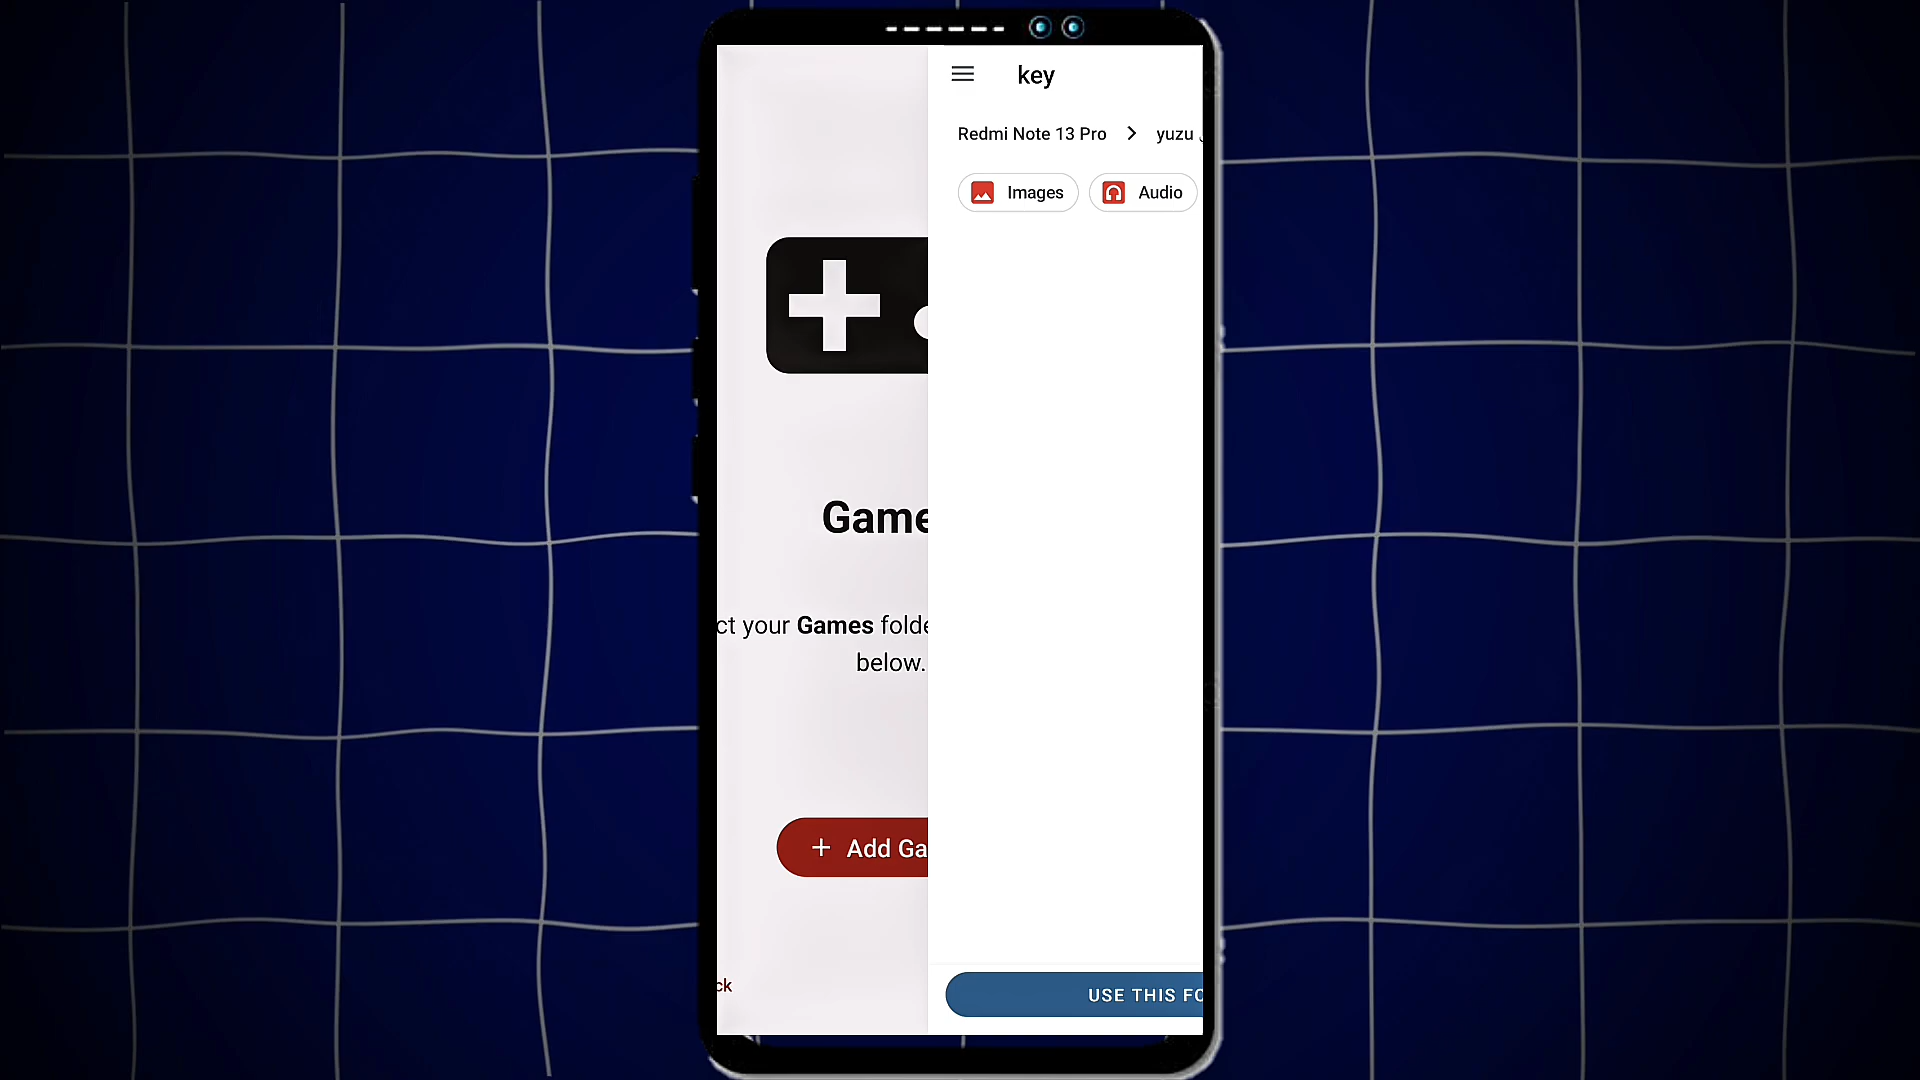 key
Redmi Note 13 Pro > yuzu
Images Audio
Game
ct your Games folde
below.
+ Add Ga
ck
USE THIS FO